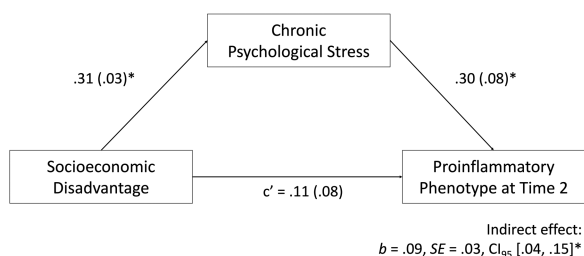 Chronic
Psychological Stress
.31 (.03)*
.30 (.08)*
Socioeconomic
Disadvantage
c’ = .11 (.08)
Proinflammatory
Phenotype at Time 2
Indirect effect:
b = .09, SE = .03, CI95 [.04, .15]*